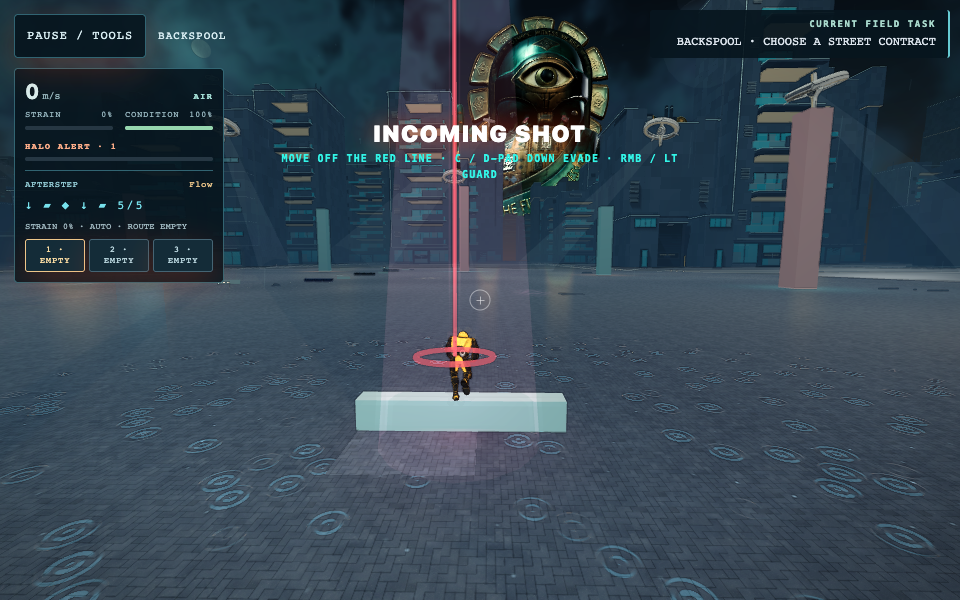 PAUSE / TOOLS
BACKSPOOL
CURRENT FIELD TASK
BACKSPOOL · CHOOSE A STREET CONTRACT
0 m/s
AIR
STRAIN 0%
CONDITION 100%
HALO ALERT · 1
AFTERSTEP
Flow
↓ ▰ ◆ ↓ ▰ 5/5
STRAIN 0% · AUTO · ROUTE EMPTY
1 · EMPTY
2 · EMPTY
3 · EMPTY
INCOMING SHOT
MOVE OFF THE RED LINE · C / D-PAD DOWN EVADE · RMB / LT
GUARD